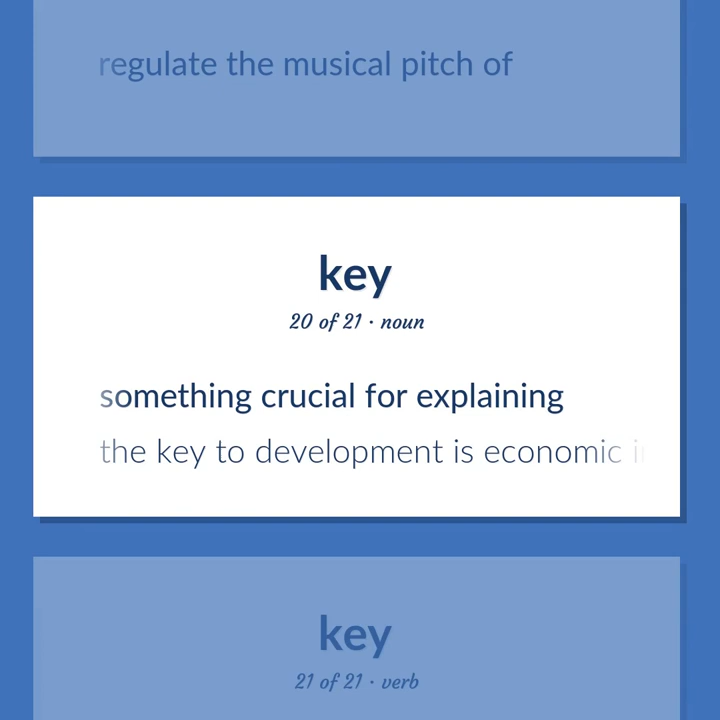 regulate the musical pitch of
key
20 of 21 · noun
something crucial for explaining
the key to development is economic
key
21 of 21 · verb